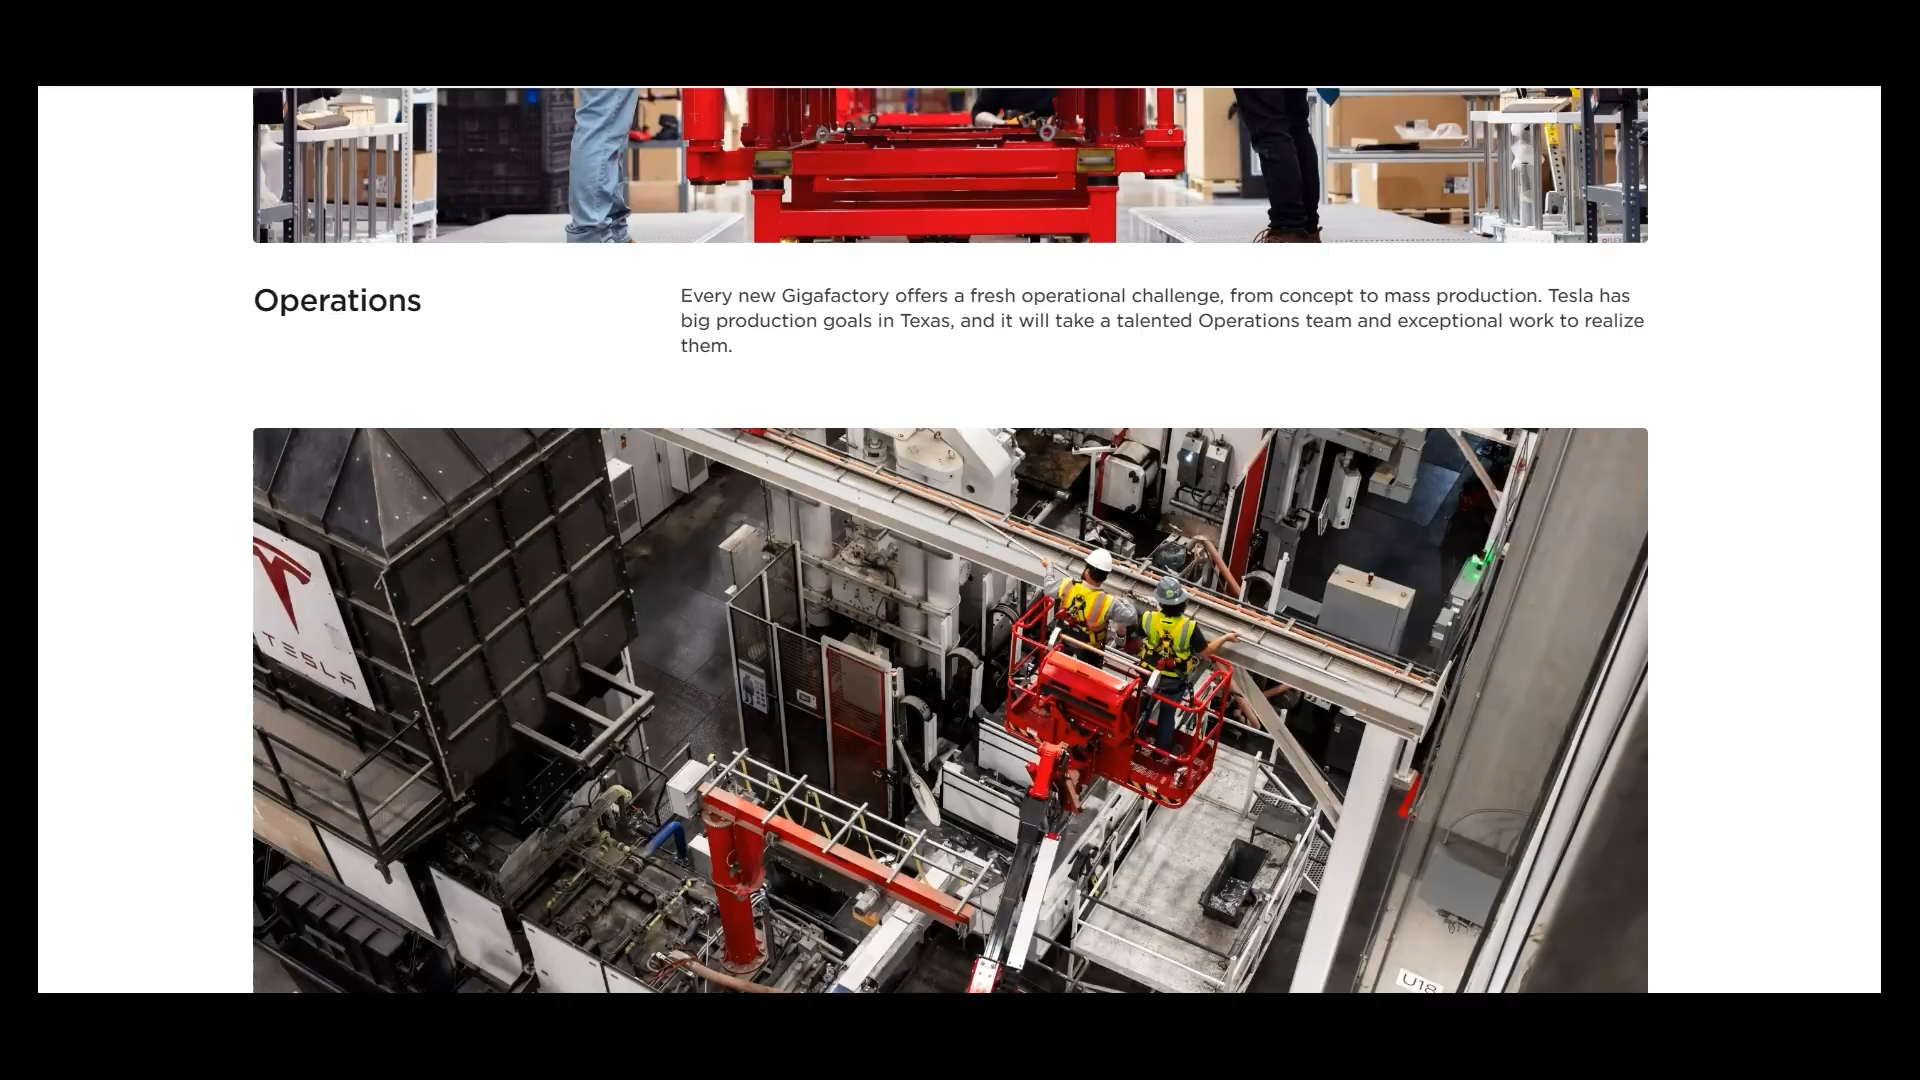 Operations
Every new Gigafactory offers a fresh operational challenge, from concept to mass production. Tesla has
big production goals in Texas, and it will take a talented Operations team and exceptional work to realize
them.
TESLA
U18